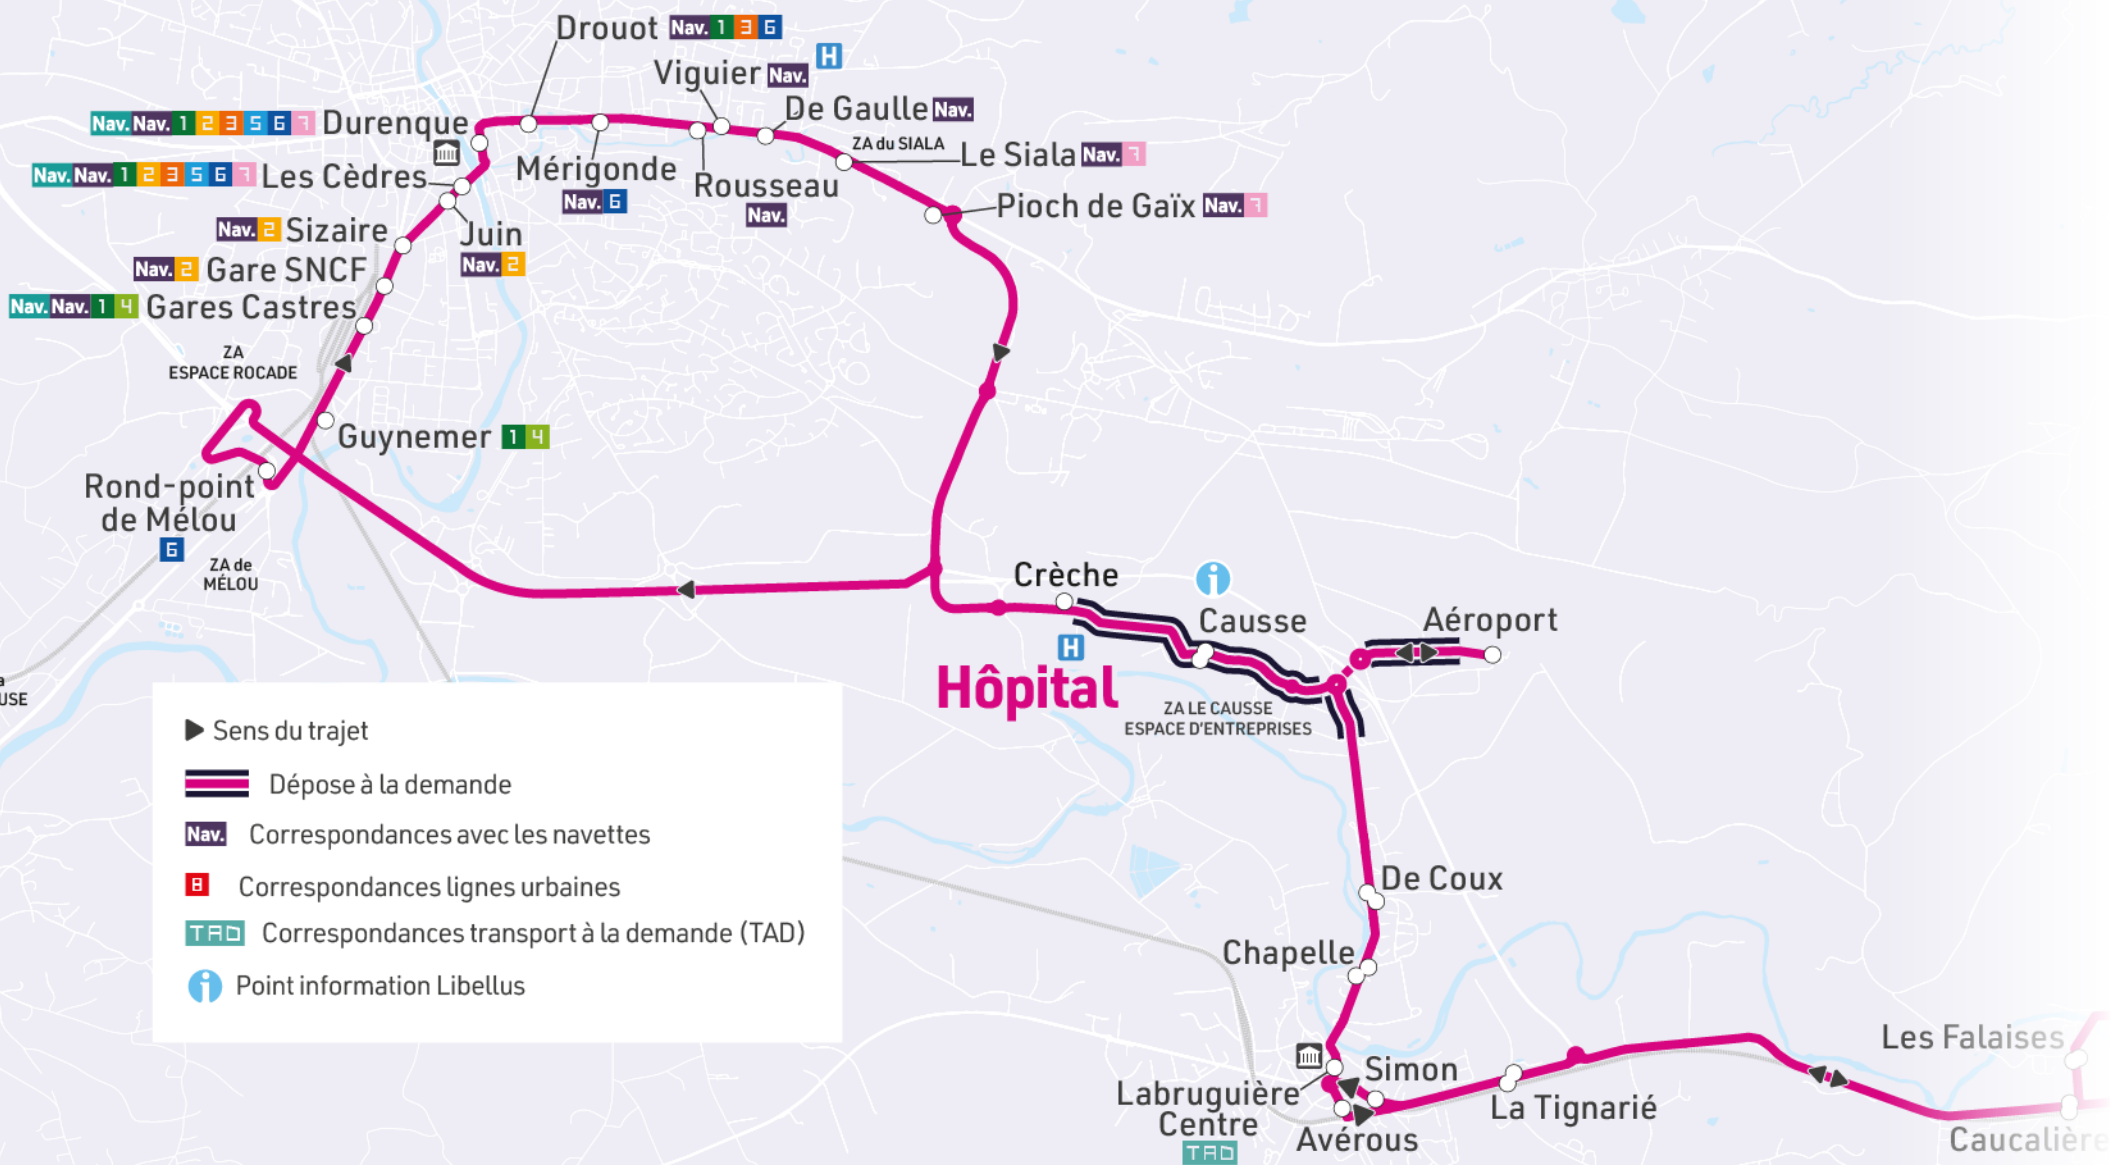 Drouot Nav. 1 3 6
H
Viguier Nav.
De Gaulle Nav.
Nav. Nav. 1 2 3 5 6 7 Durenque
ZA du SIALA
Le Siala Nav. 7
Mérigonde
Nav. 6
Nav. Nav. 1 2 3 5 6 7 Les Cèdres
Rousseau
Nav.
Pioch de Gaïx Nav. 7
Nav. 2 Sizaire
Juin
Nav. 2
Nav. 2 Gare SNCF
Nav. Nav. 1 4 Gares Castres
ZA
ESPACE ROCADE
Guynemer 1 4
Rond-point
de Mélou
6
ZA de
MÉLOU
Crèche
i
Causse
Aéroport
H
Hôpital
ZA LE CAUSSE
ESPACE D'ENTREPRISES
a
USE
Sens du trajet
Dépose à la demande
Nav. Correspondances avec les navettes
8 Correspondances lignes urbaines
TAD Correspondances transport à la demande (TAD)
i Point information Libellus
De Coux
Chapelle
Les Falaises
Simon
Labruguière
Centre
TAD
La Tignarié
Avérous
Caucalière